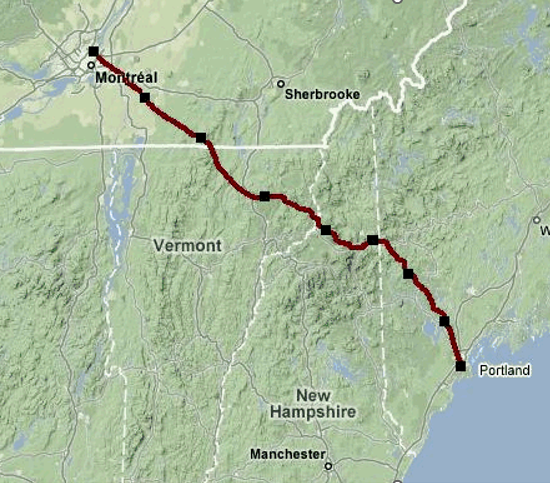 Montréal
Sherbrooke
W
Vermont
Portland
New
Hampshire
Manchester